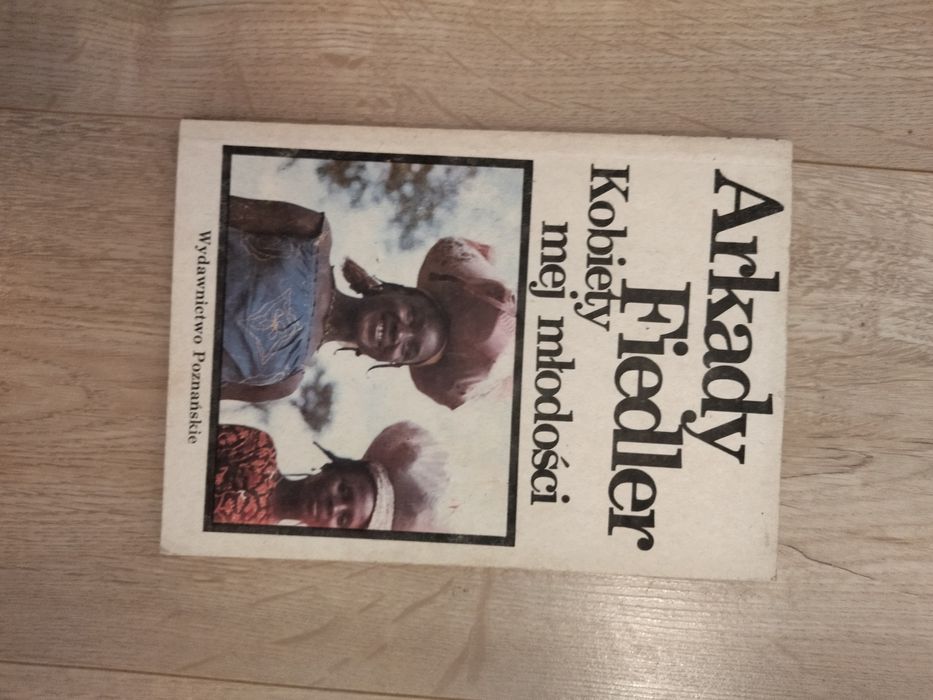 Arkady
Fiedler
Kobiety
mej młodości
Wydawnictwo Poznańskie